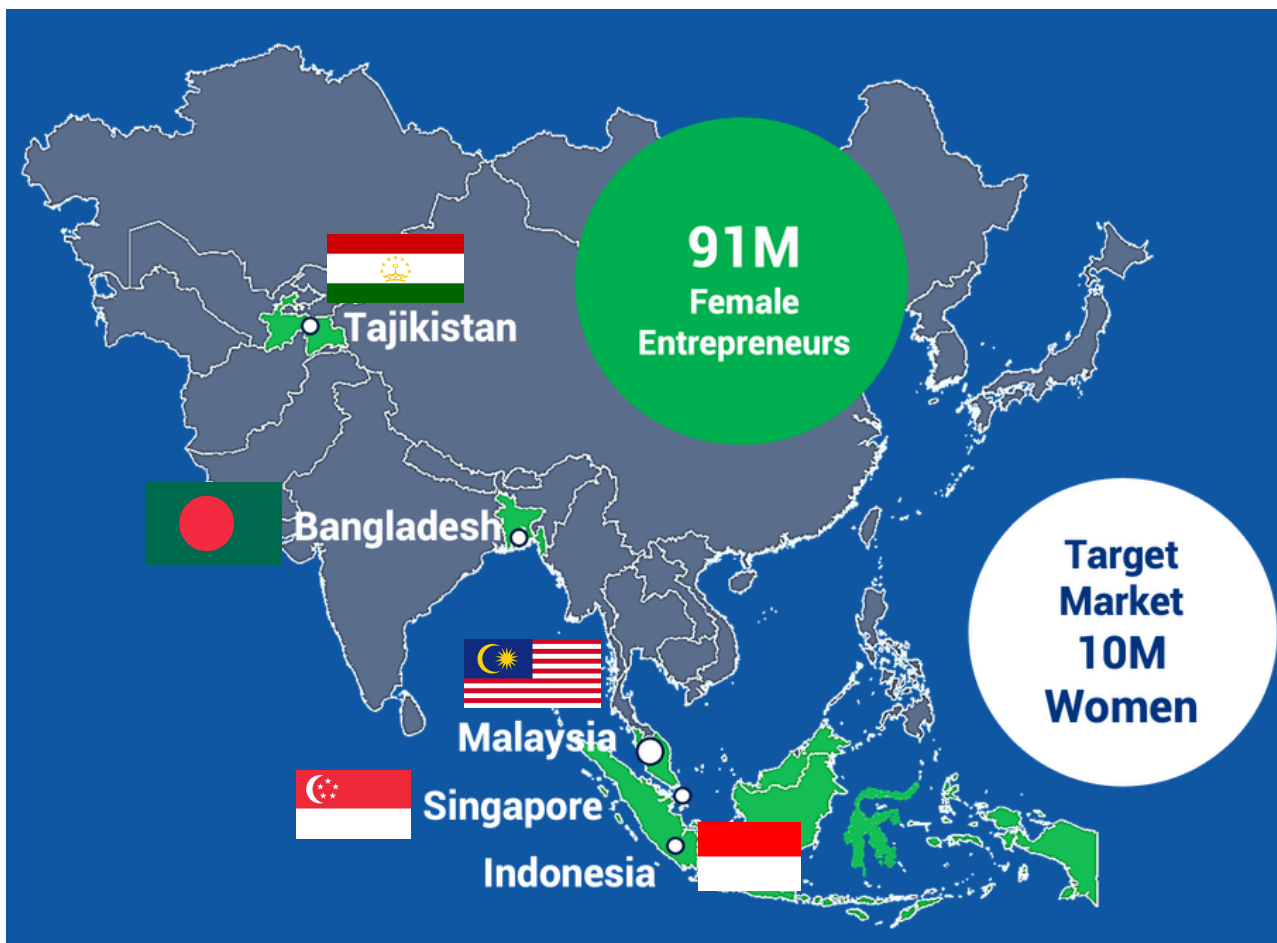 91M
Female
Entrepreneurs
Tajikistan
Bangladesh
Target
Market
10M
Women
Malaysia
Singapore
Indonesia